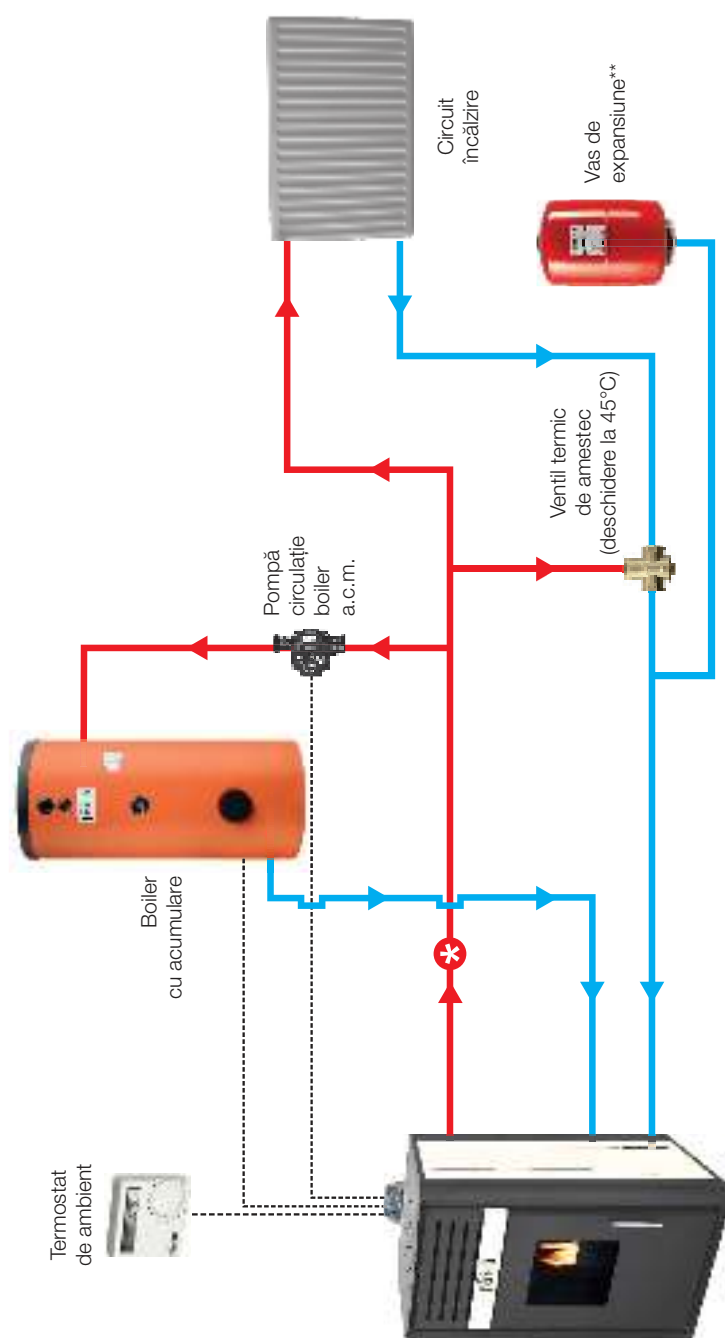 Termostat
de ambient
Boiler
cu acumulare
Pompă
circulație
boiler
a.c.m.
Circuit
încălzire
Ventil termic
de amestec
(deschidere la 45°C)
Vas de
expansiune**
*